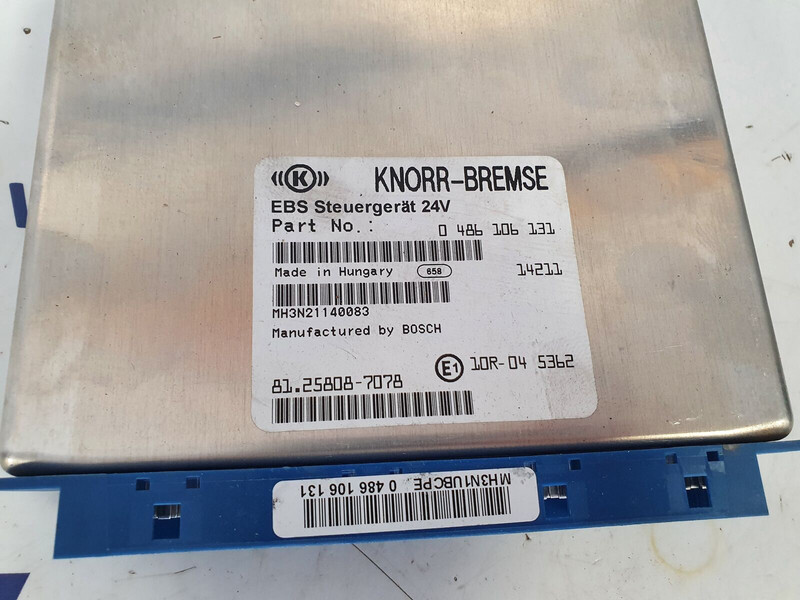 K KNORR-BREMSE
EBS Steuergerät 24V
Part No.: 0 486 106 131
Made in Hungary 658 14211
MH3N21140083
Manufactured by BOSCH
E1 10R-04 5362
81.25808-7078
MH3N1UBCPE 0 486 106 131